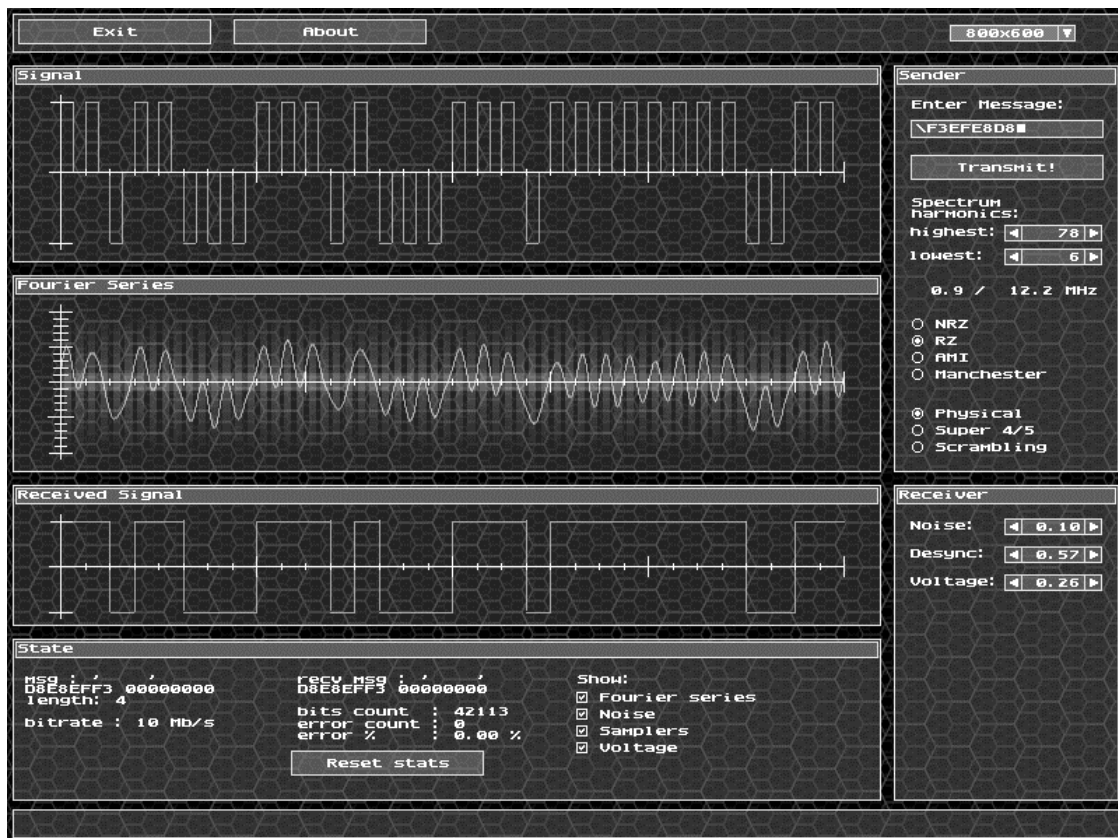 Exit
About
800x600
Signal
Sender
Enter Message:
\F3EFE8D8
Transmit!
Spectrum
harmonics:
highest: 78
lowest: 6
0.9 / 12.2 MHz
NRZ
RZ
AMI
Manchester
Physical
Super 4/5
Scrambling
Fourier Series
Received Signal
Receiver
Noise: 0.10
Desync: 0.57
Voltage: 0.26
State
msg : ,     ,
D8E8EFF3 00000000
length: 4
bitrate : 10 Mb/s
recv msg : ,     ,
D8E8EFF3 00000000
bits count : 42113
error count : 0
error % : 0.00 %
Reset stats
Show:
Fourier series
Noise
Samplers
Voltage